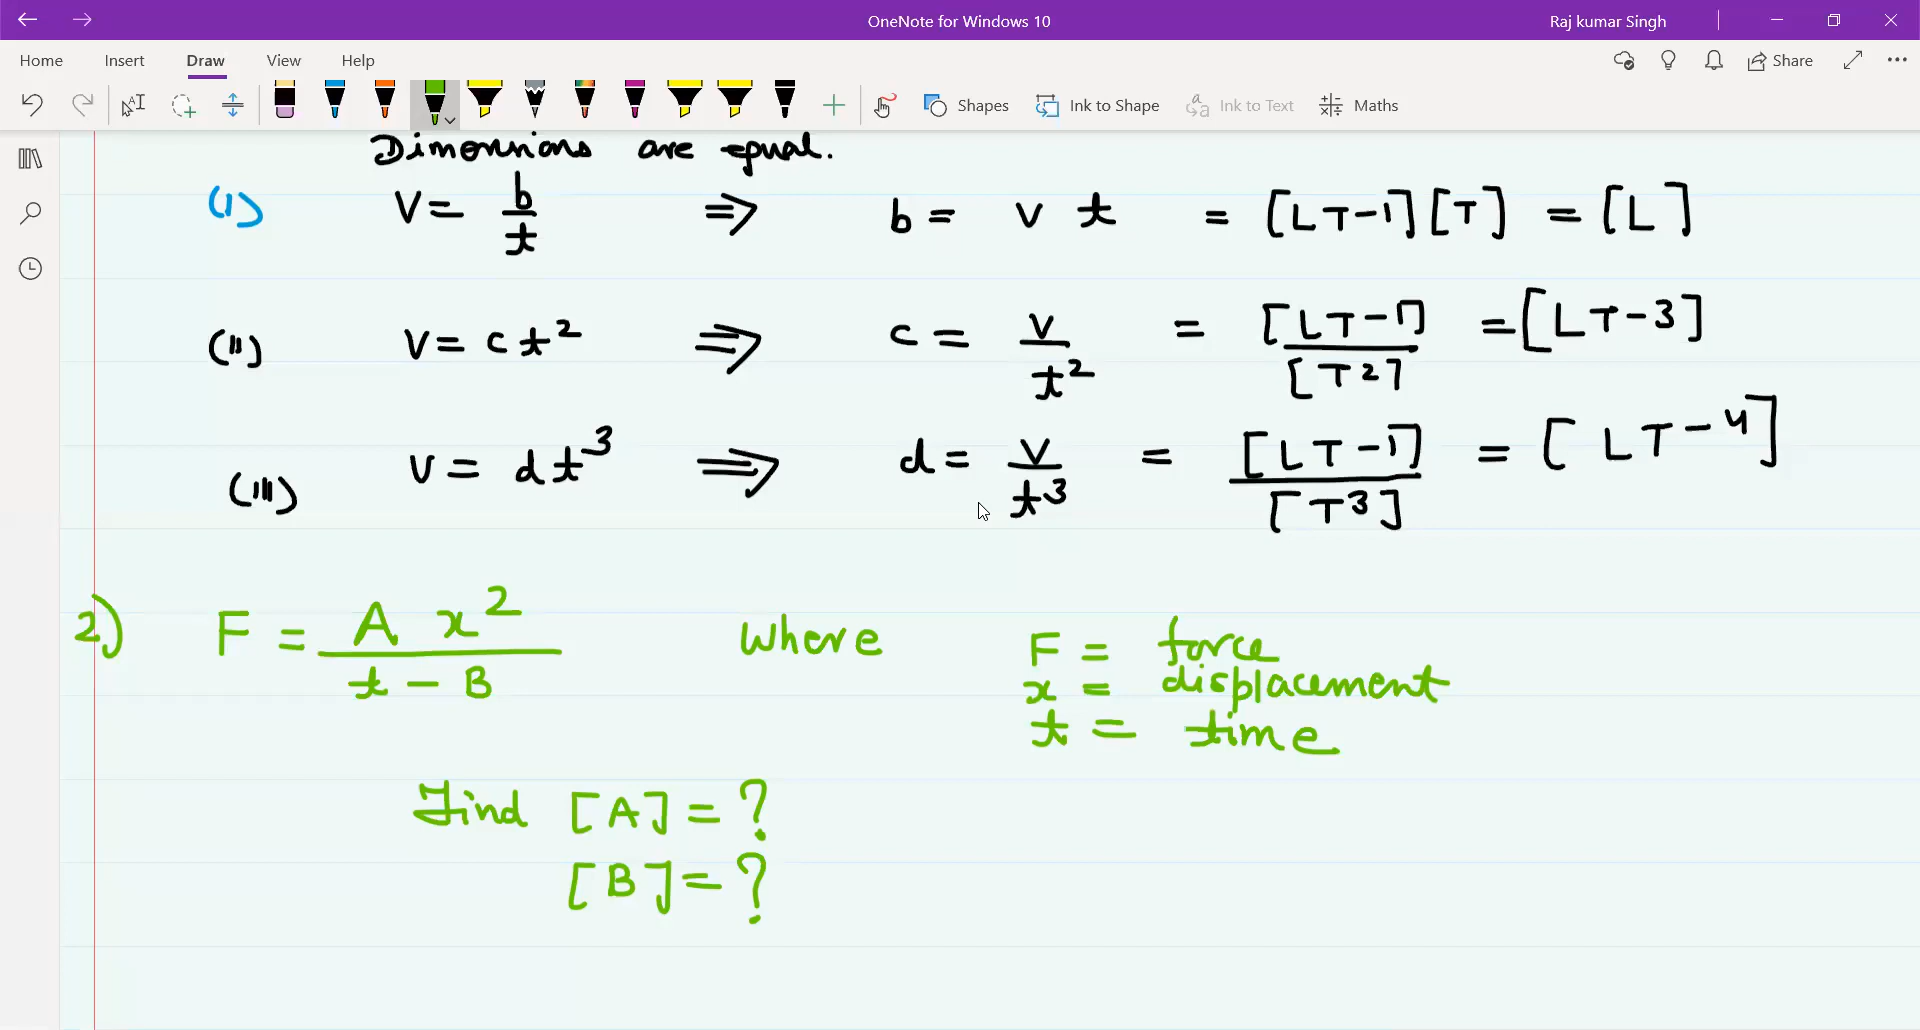 OneNote for Windows 10
Raj kumar Singh
Home Insert Draw View Help
Share
Shapes Ink to Shape Ink to Text Maths
Dimensions are equal.
(I) V = b/t ⇒ b = v t = [LT-1][T] = [L]
(II) V = ct² ⇒ c = v/t² = [LT-1]/[T2] = [LT-3]
(III) V = dt³ ⇒ d = v/t³ = [LT-1]/[T3] = [LT-4]
2) F = A x²/t - B Where F = force
x = displacement
t = time
Find [A] = ?
[B] = ?